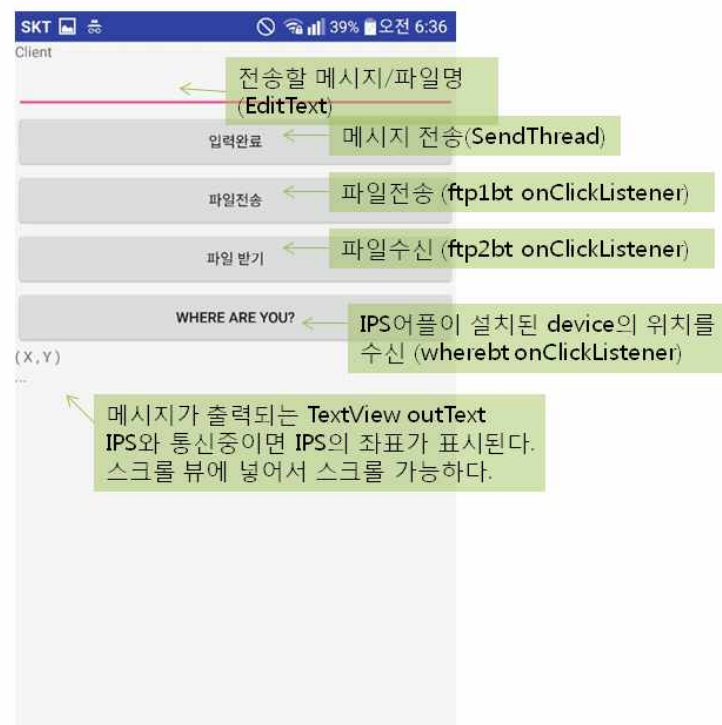 SKT 39% 오전 6:36
Client
전송할 메시지/파일명
(EditText)
입력완료
메시지 전송(SendThread)
파일전송
파일전송 (ftp1bt onClickListener)
파일 받기
파일수신 (ftp2bt onClickListener)
WHERE ARE YOU?
IPS어플이 설치된 device의 위치를
수신 (wherebt onClickListener)
(X,Y)
...
메시지가 출력되는 TextView outText
IPS와 통신중이면 IPS의 좌표가 표시된다.
스크롤 뷰에 넣어서 스크롤 가능하다.